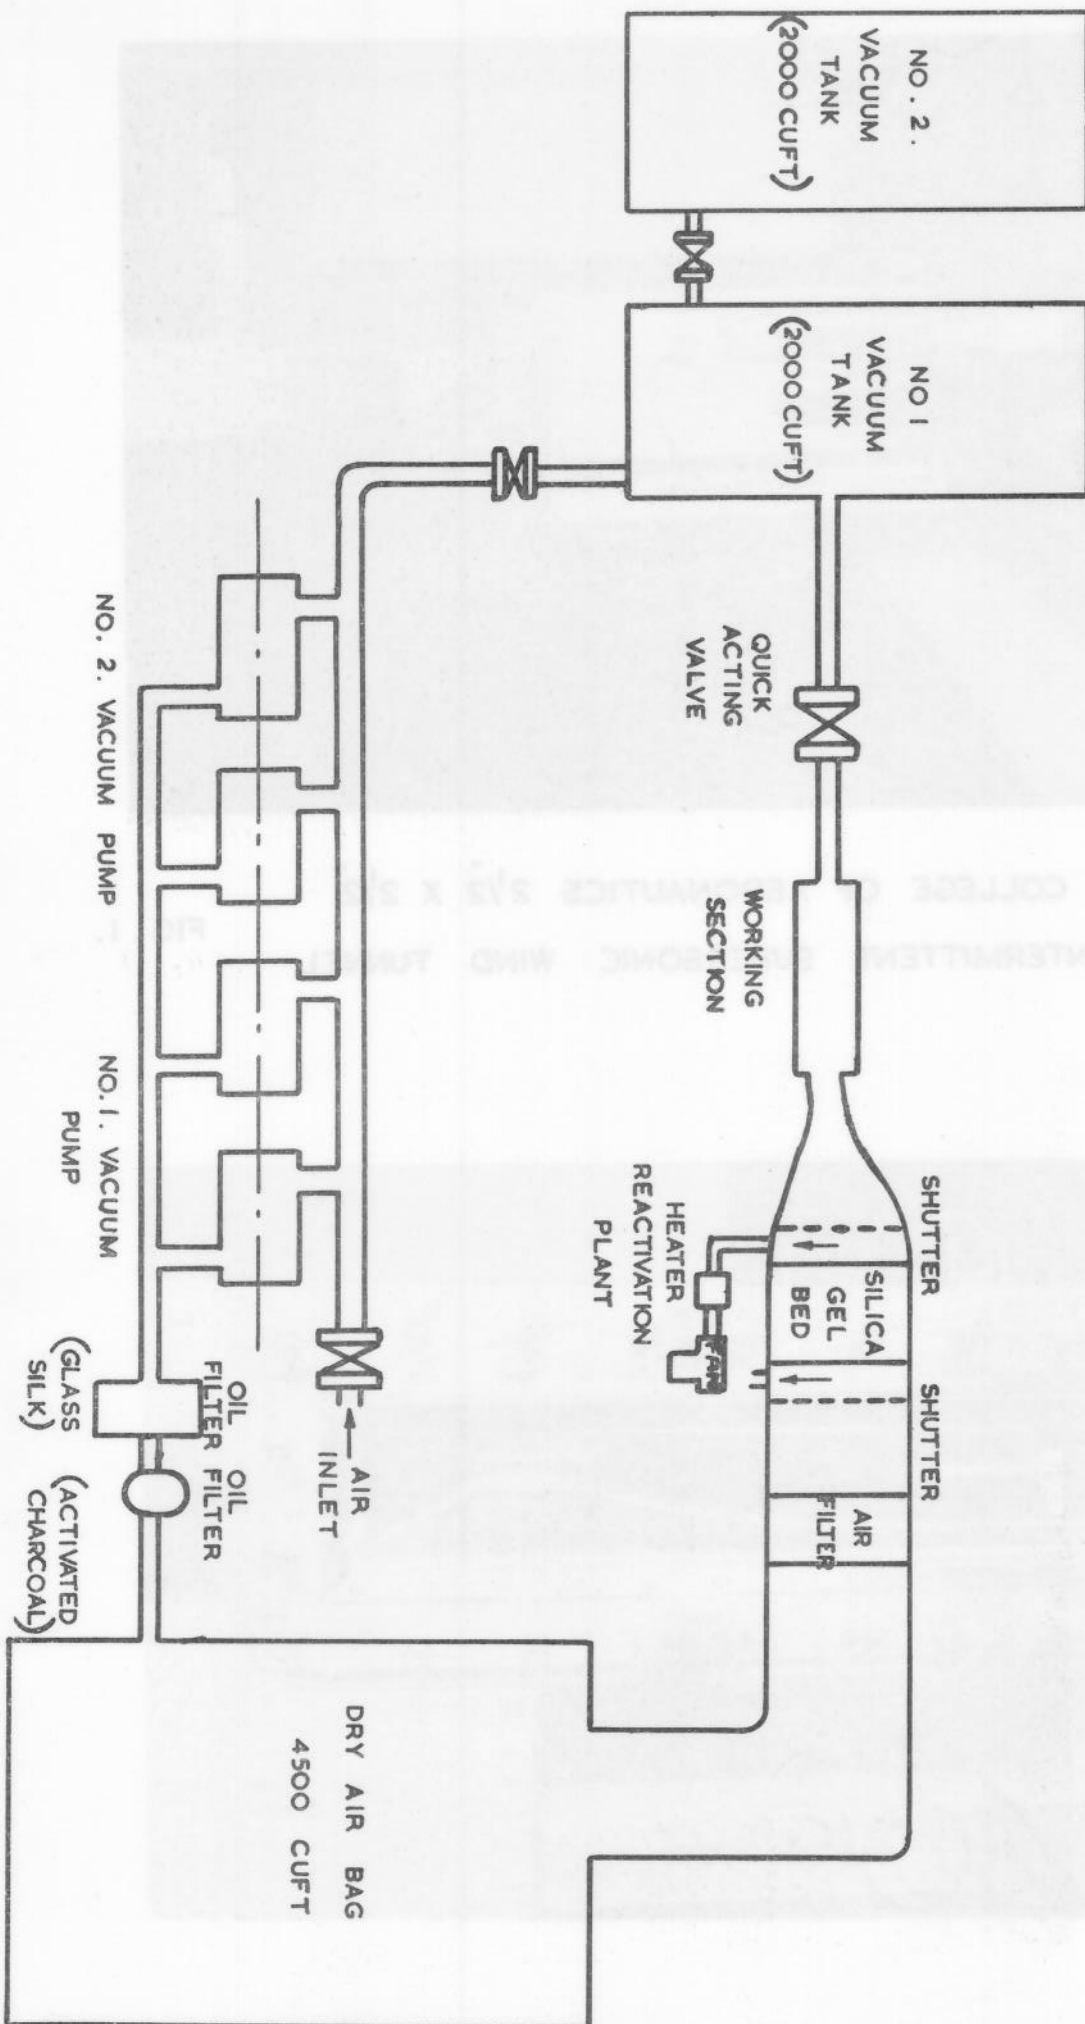 NO. 2.
VACUUM
TANK
(2000 CUFT)
NO 1
VACUUM
TANK
(2000 CUFT)
QUICK
ACTING
VALVE
WORKING
SECTION
SHUTTER
SILICA
GEL
BED
SHUTTER
AIR
FILTER
HEATER
REACTIVATION
PLANT
FAN
AIR
INLET
NO. 2. VACUUM PUMP
NO. 1. VACUUM
PUMP
OIL
FILTER
(GLASS
SILK)
OIL
FILTER
(ACTIVATED
CHARCOAL)
DRY AIR BAG
4500 CUFT
COLLEGE OF AERONAUTICS 2½ X 2½
INTERMITTENT SUPERSONIC WIND TUNNEL
FIG 1.